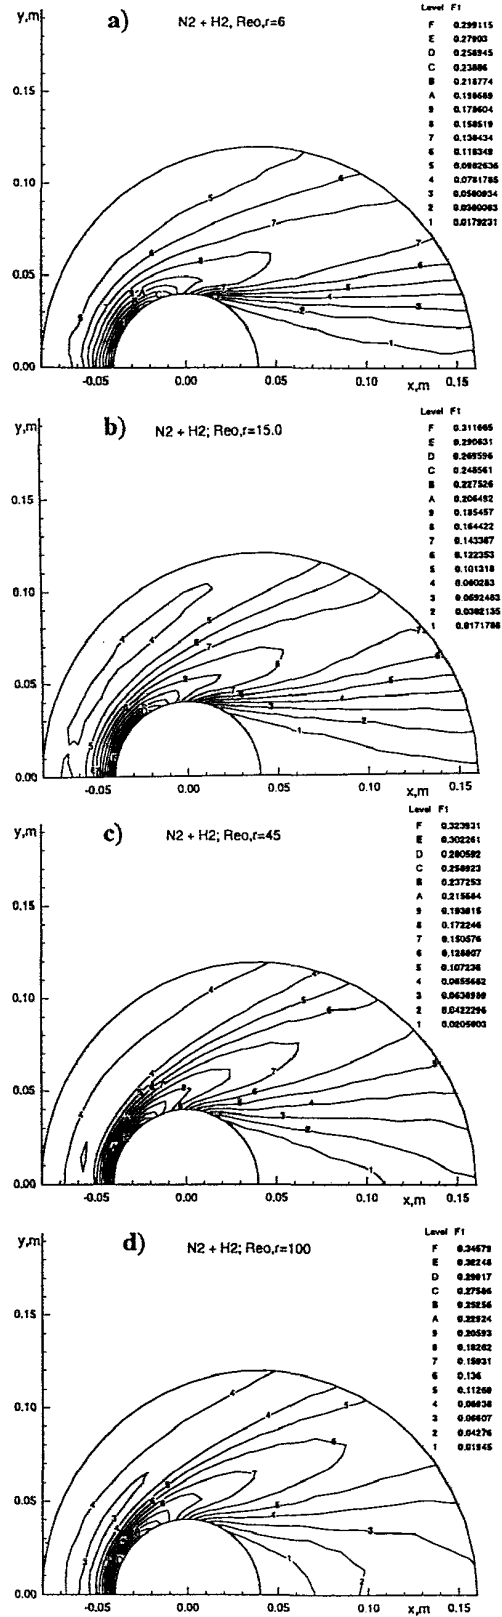 a)
N2 + H2, Reo,r=6
y,m
Level F1
F 0.299115
E 0.27903
D 0.258945
C 0.23886
B 0.218774
A 0.198689
9 0.178604
8 0.158519
7 0.138434
6 0.118349
5 0.0982636
4 0.0781785
3 0.0580934
2 0.0380083
1 0.0179231
0.15
0.10
0.05
0.00
-0.05 0.00 0.05 0.10 0.15
x,m
b)
N2 + H2; Reo,r=15.0
y,m
Level F1
F 0.311665
E 0.290631
D 0.269596
C 0.248561
B 0.227526
A 0.206492
9 0.185457
8 0.164422
7 0.143387
6 0.122353
5 0.101318
4 0.080283
3 0.0592483
2 0.0382135
1 0.0171788
0.15
0.10
0.05
0.00
-0.05 0.00 0.05 0.10 0.15
x,m
c)
N2 + H2; Reo,r=45
y,m
Level F1
F 0.323931
E 0.302261
D 0.280592
C 0.258923
B 0.237253
A 0.215584
9 0.193915
8 0.172246
7 0.150576
6 0.128907
5 0.107238
4 0.0855682
3 0.0638989
2 0.0422296
1 0.0205603
0.15
0.10
0.05
0.00
-0.05 0.00 0.05 0.10 0.15
x,m
d)
N2 + H2; Reo,r=100
y,m
Level F1
F 0.34579
E 0.32248
D 0.29917
C 0.27586
B 0.25255
A 0.22924
9 0.20593
8 0.18262
7 0.15931
6 0.136
5 0.11269
4 0.08938
3 0.06607
2 0.04276
1 0.01945
0.15
0.10
0.05
0.00
-0.05 0.00 0.05 0.10 0.15
x,m